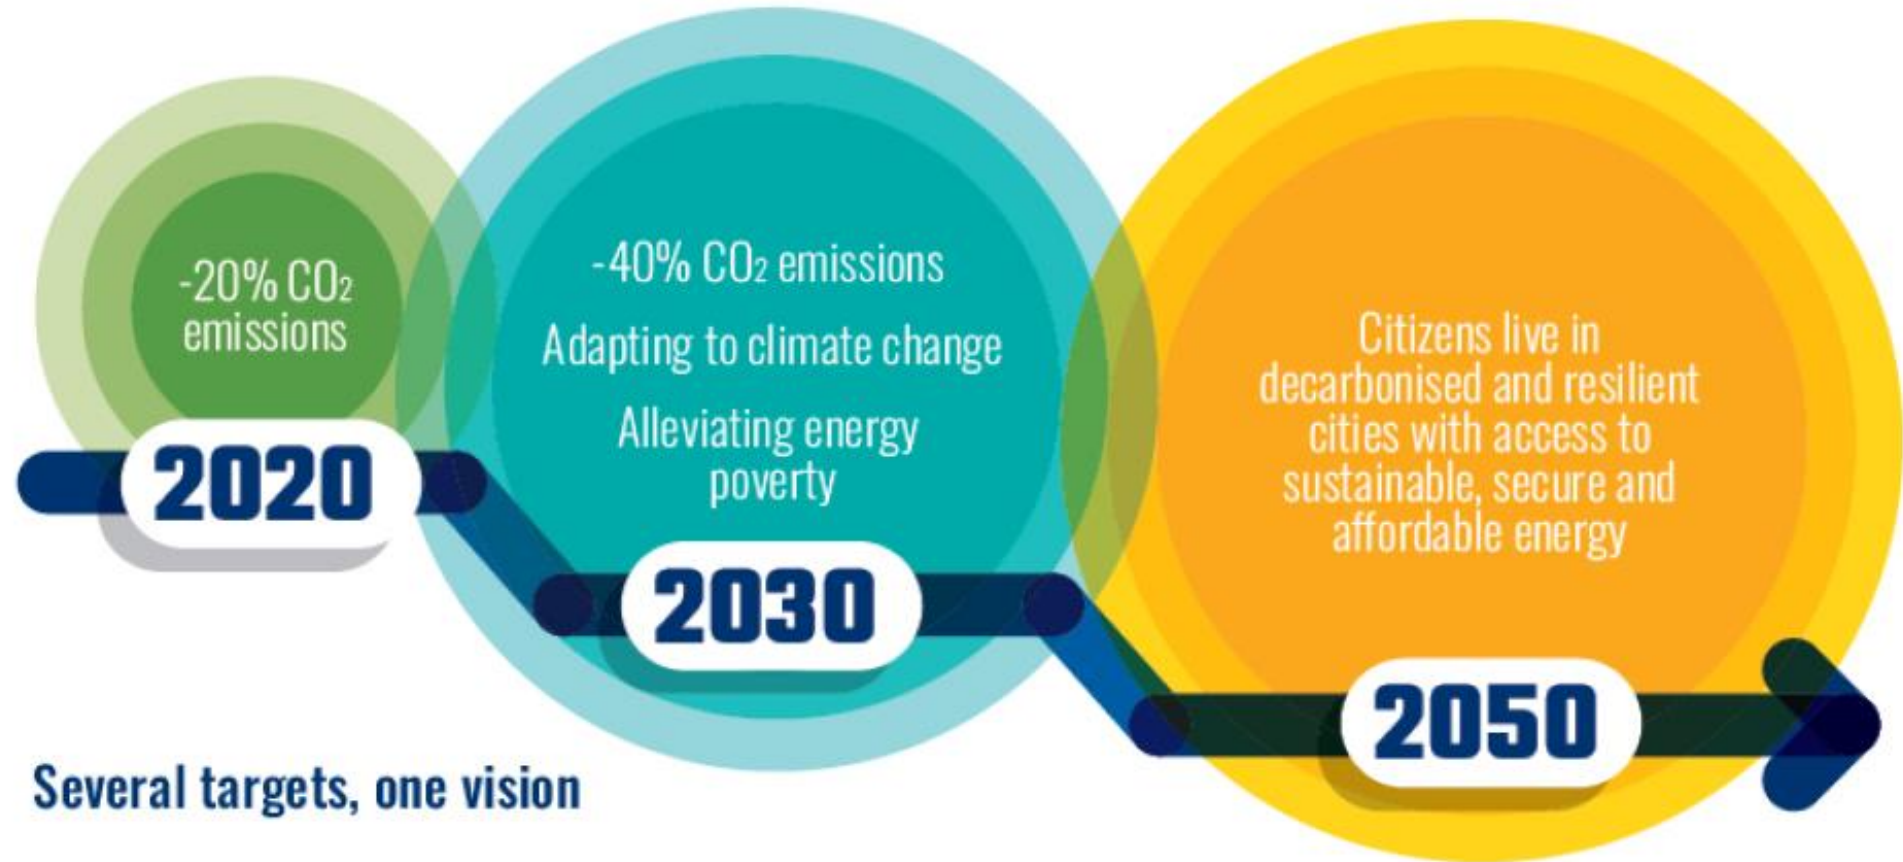 -20% CO₂
emissions
2020
-40% CO₂ emissions
Adapting to climate change
Alleviating energy
poverty
2030
Citizens live in
decarbonised and resilient
cities with access to
sustainable, secure and
affordable energy
2050
Several targets, one vision